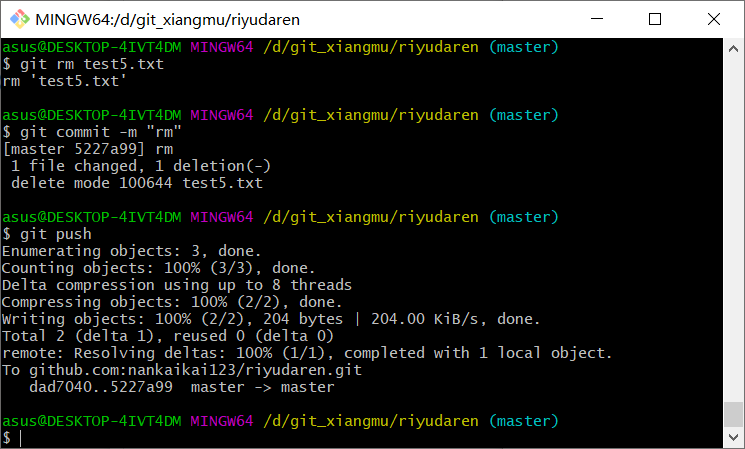 MINGW64:/d/git_xiangmu/riyudaren
asus@DESKTOP-4IVT4DM MINGW64 /d/git_xiangmu/riyudaren (master)
$ git rm test5.txt
rm 'test5.txt'
asus@DESKTOP-4IVT4DM MINGW64 /d/git_xiangmu/riyudaren (master)
$ git commit -m "rm"
[master 5227a99] rm
 1 file changed, 1 deletion(-)
 delete mode 100644 test5.txt
asus@DESKTOP-4IVT4DM MINGW64 /d/git_xiangmu/riyudaren (master)
$ git push
Enumerating objects: 3, done.
Counting objects: 100% (3/3), done.
Delta compression using up to 8 threads
Compressing objects: 100% (2/2), done.
Writing objects: 100% (2/2), 204 bytes | 204.00 KiB/s, done.
Total 2 (delta 1), reused 0 (delta 0)
remote: Resolving deltas: 100% (1/1), completed with 1 local object.
To github.com:nankaikai123/riyudaren.git
   dad7040..5227a99  master -> master
asus@DESKTOP-4IVT4DM MINGW64 /d/git_xiangmu/riyudaren (master)
$